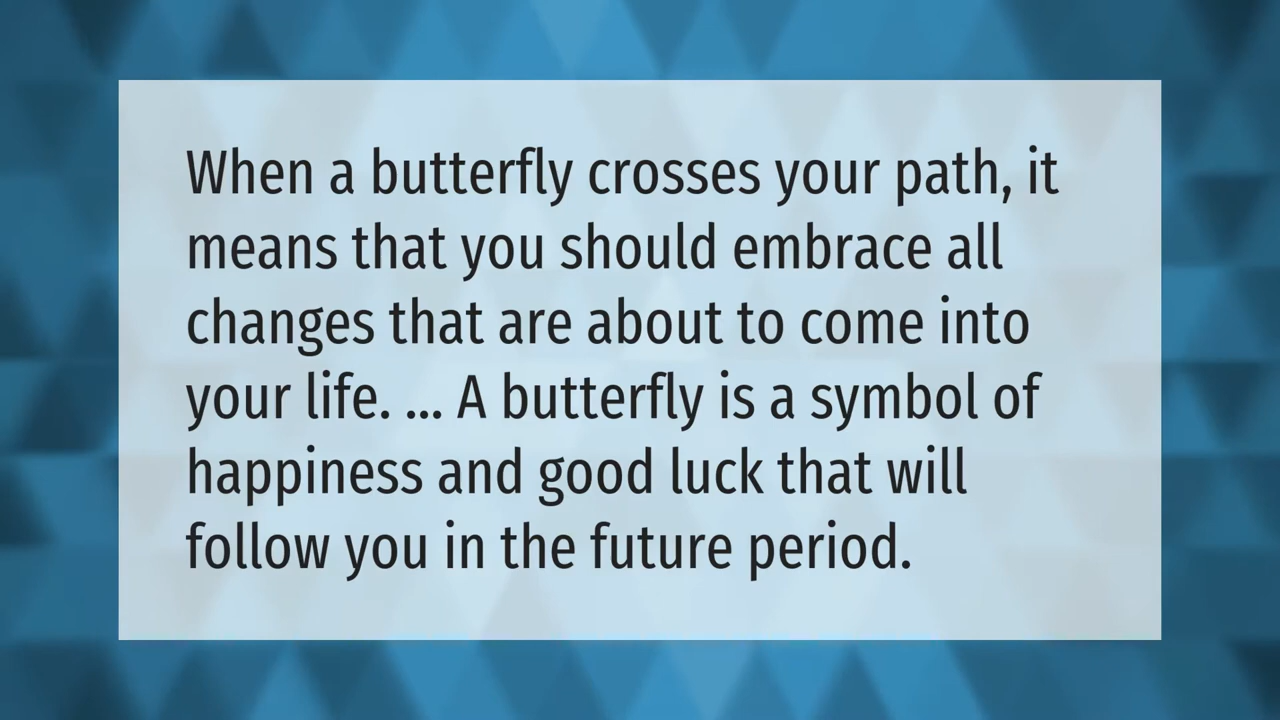 When a butterfly crosses your path, it
means that you should embrace all
changes that are about to come into
your life. ... A butterfly is a symbol of
happiness and good luck that will
follow you in the future period.